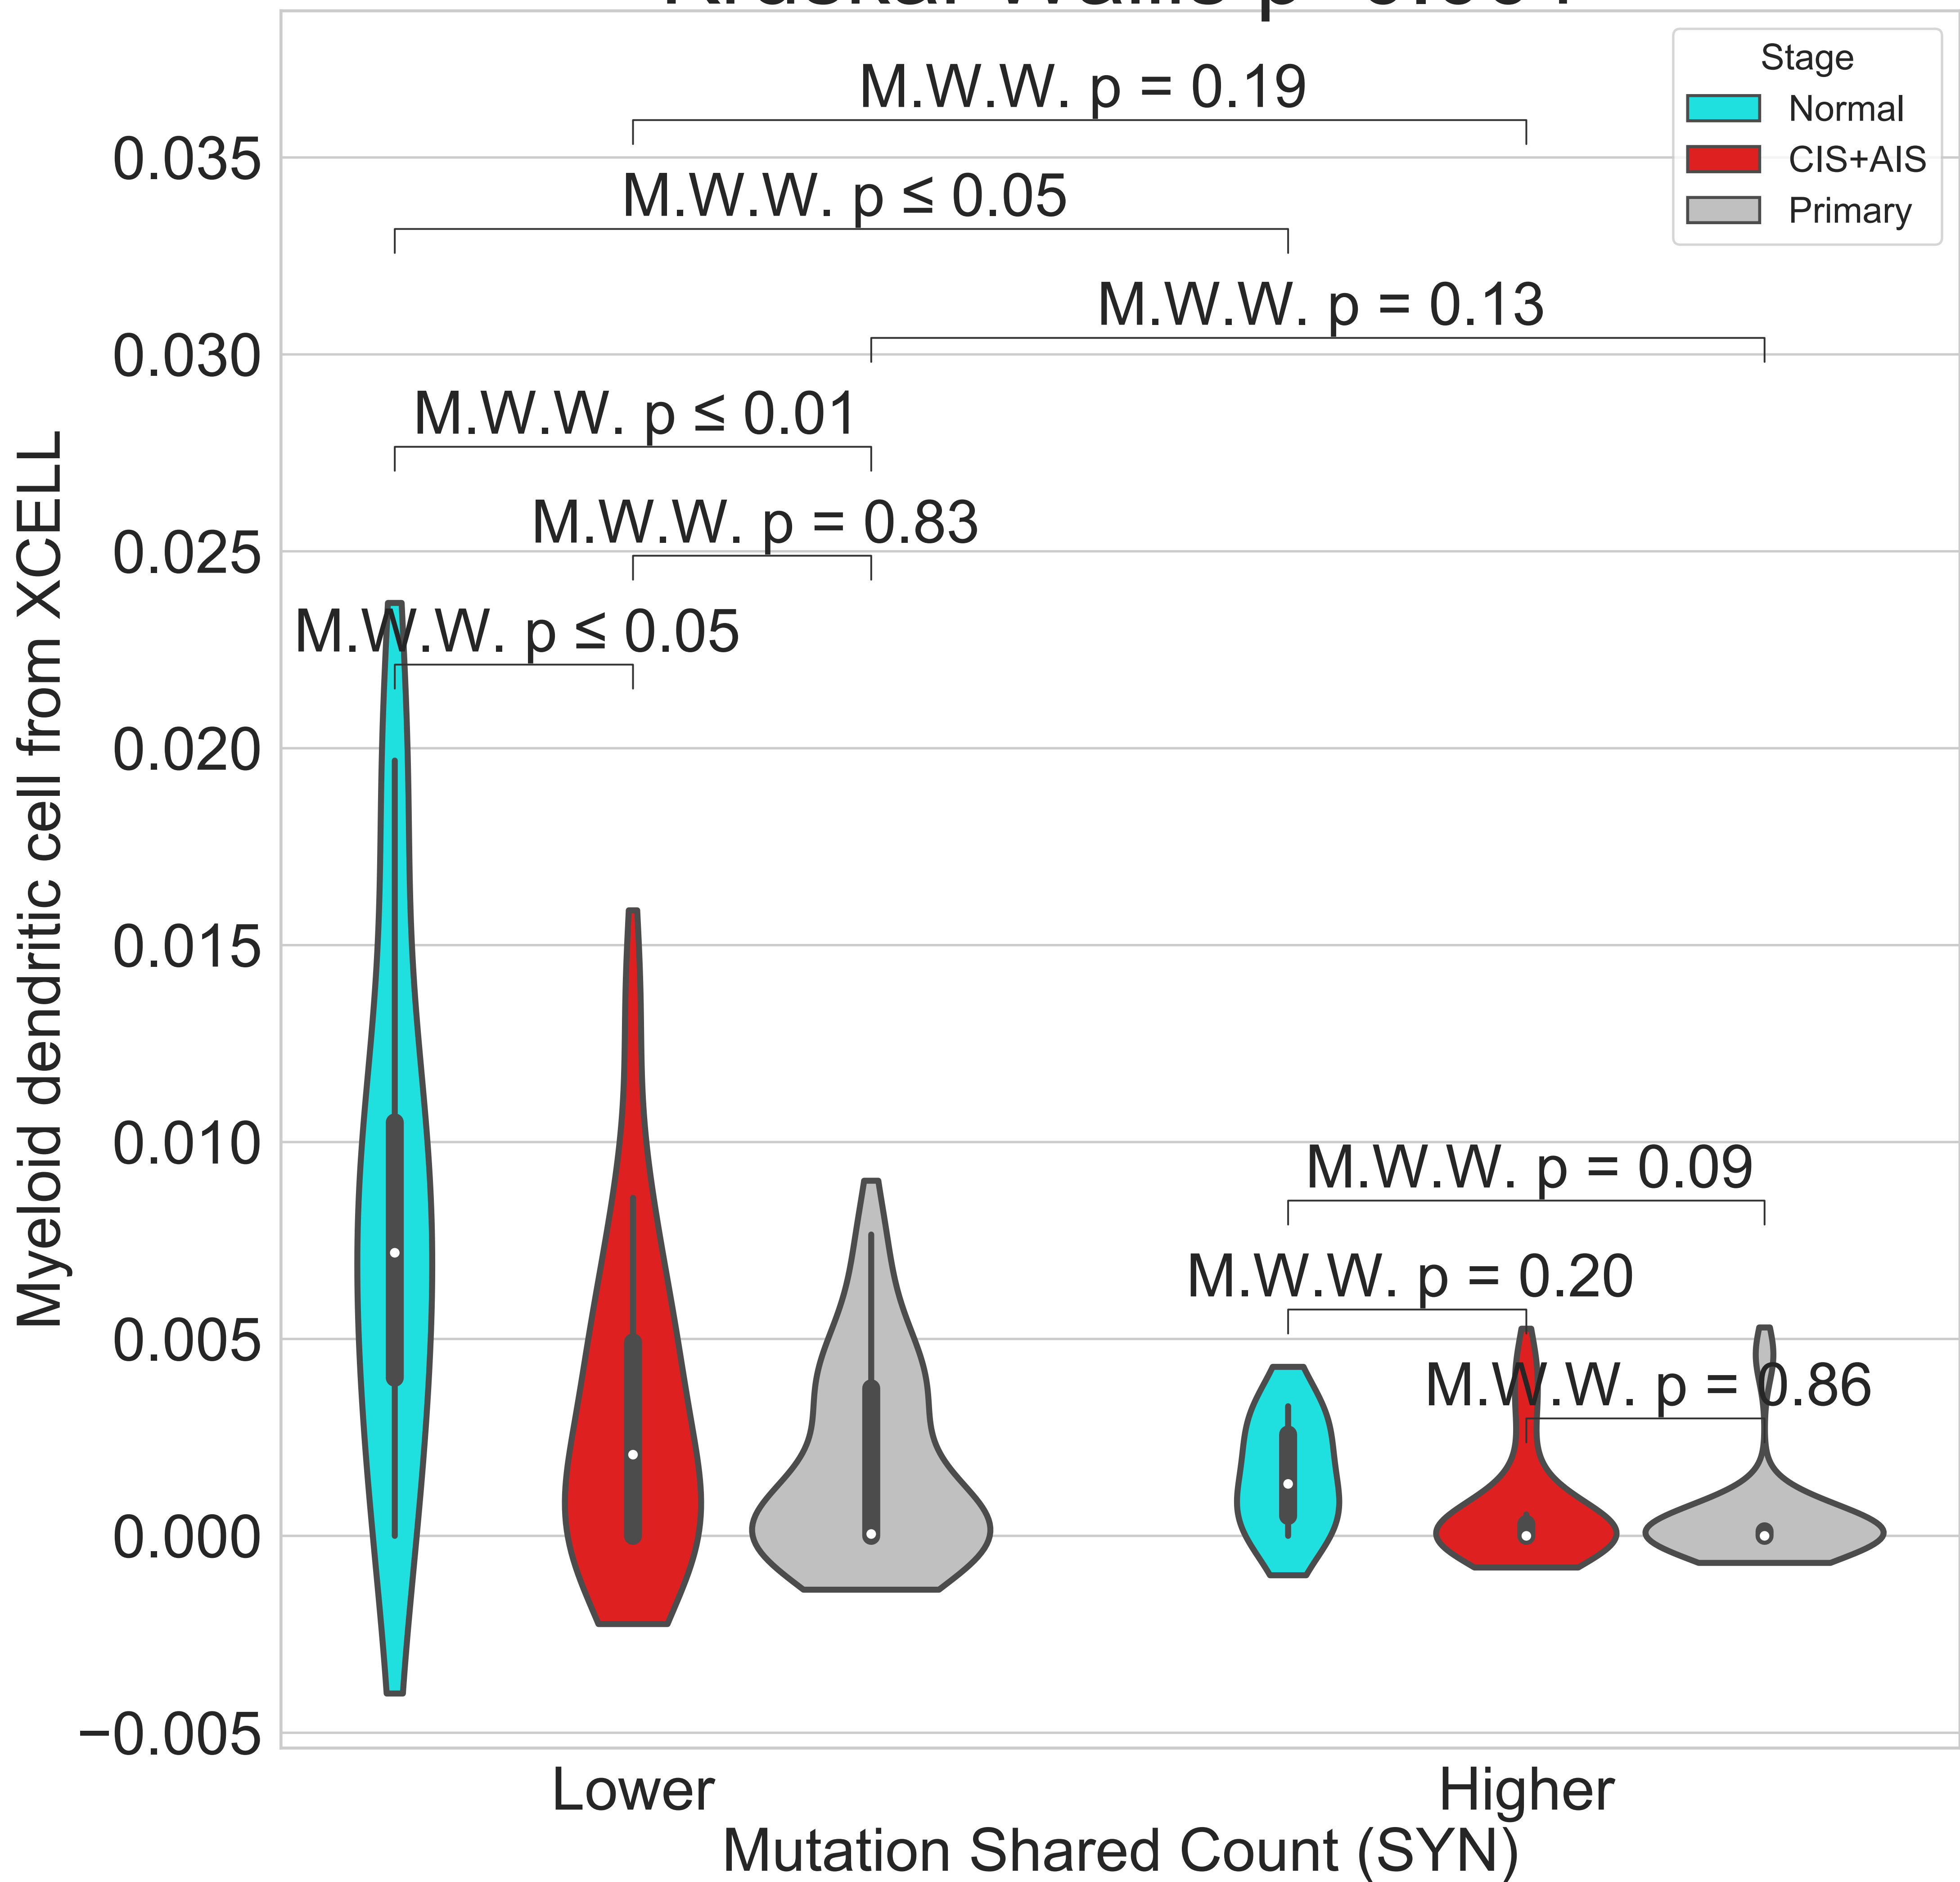 Stage
Normal
CIS+AIS
Primary
M.W.W. p = 0.19
M.W.W. p ≤ 0.05
M.W.W. p = 0.13
M.W.W. p ≤ 0.01
M.W.W. p = 0.83
M.W.W. p ≤ 0.05
M.W.W. p = 0.09
M.W.W. p = 0.20
M.W.W. p = 0.86
Myeloid dendritic cell from XCELL
0.035
0.030
0.025
0.020
0.015
0.010
0.005
0.000
−0.005
Lower
Higher
Mutation Shared Count (SYN)